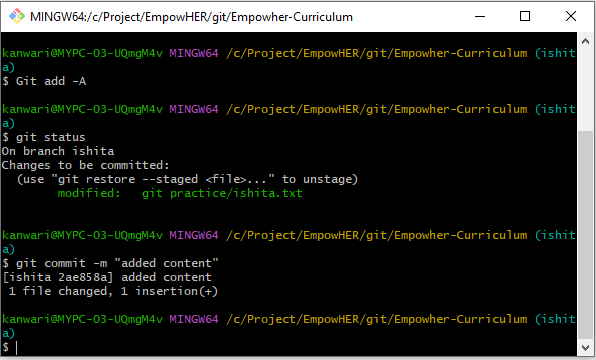 MINGW64:/c/Project/EmpowHER/git/Empowher-Curriculum
kanwari@MYPC-O3-UQmgM4v MINGW64 /c/Project/EmpowHER/git/Empowher-Curriculum (ishit
a)
$ Git add -A
kanwari@MYPC-O3-UQmgM4v MINGW64 /c/Project/EmpowHER/git/Empowher-Curriculum (ishit
a)
$ git status
On branch ishita
Changes to be committed:
  (use "git restore --staged <file>..." to unstage)
        modified:   git practice/ishita.txt
kanwari@MYPC-O3-UQmgM4v MINGW64 /c/Project/EmpowHER/git/Empowher-Curriculum (ishit
a)
$ git commit -m "added content"
[ishita 2ae858a] added content
 1 file changed, 1 insertion(+)
kanwari@MYPC-O3-UQmgM4v MINGW64 /c/Project/EmpowHER/git/Empowher-Curriculum (ishit
a)
$